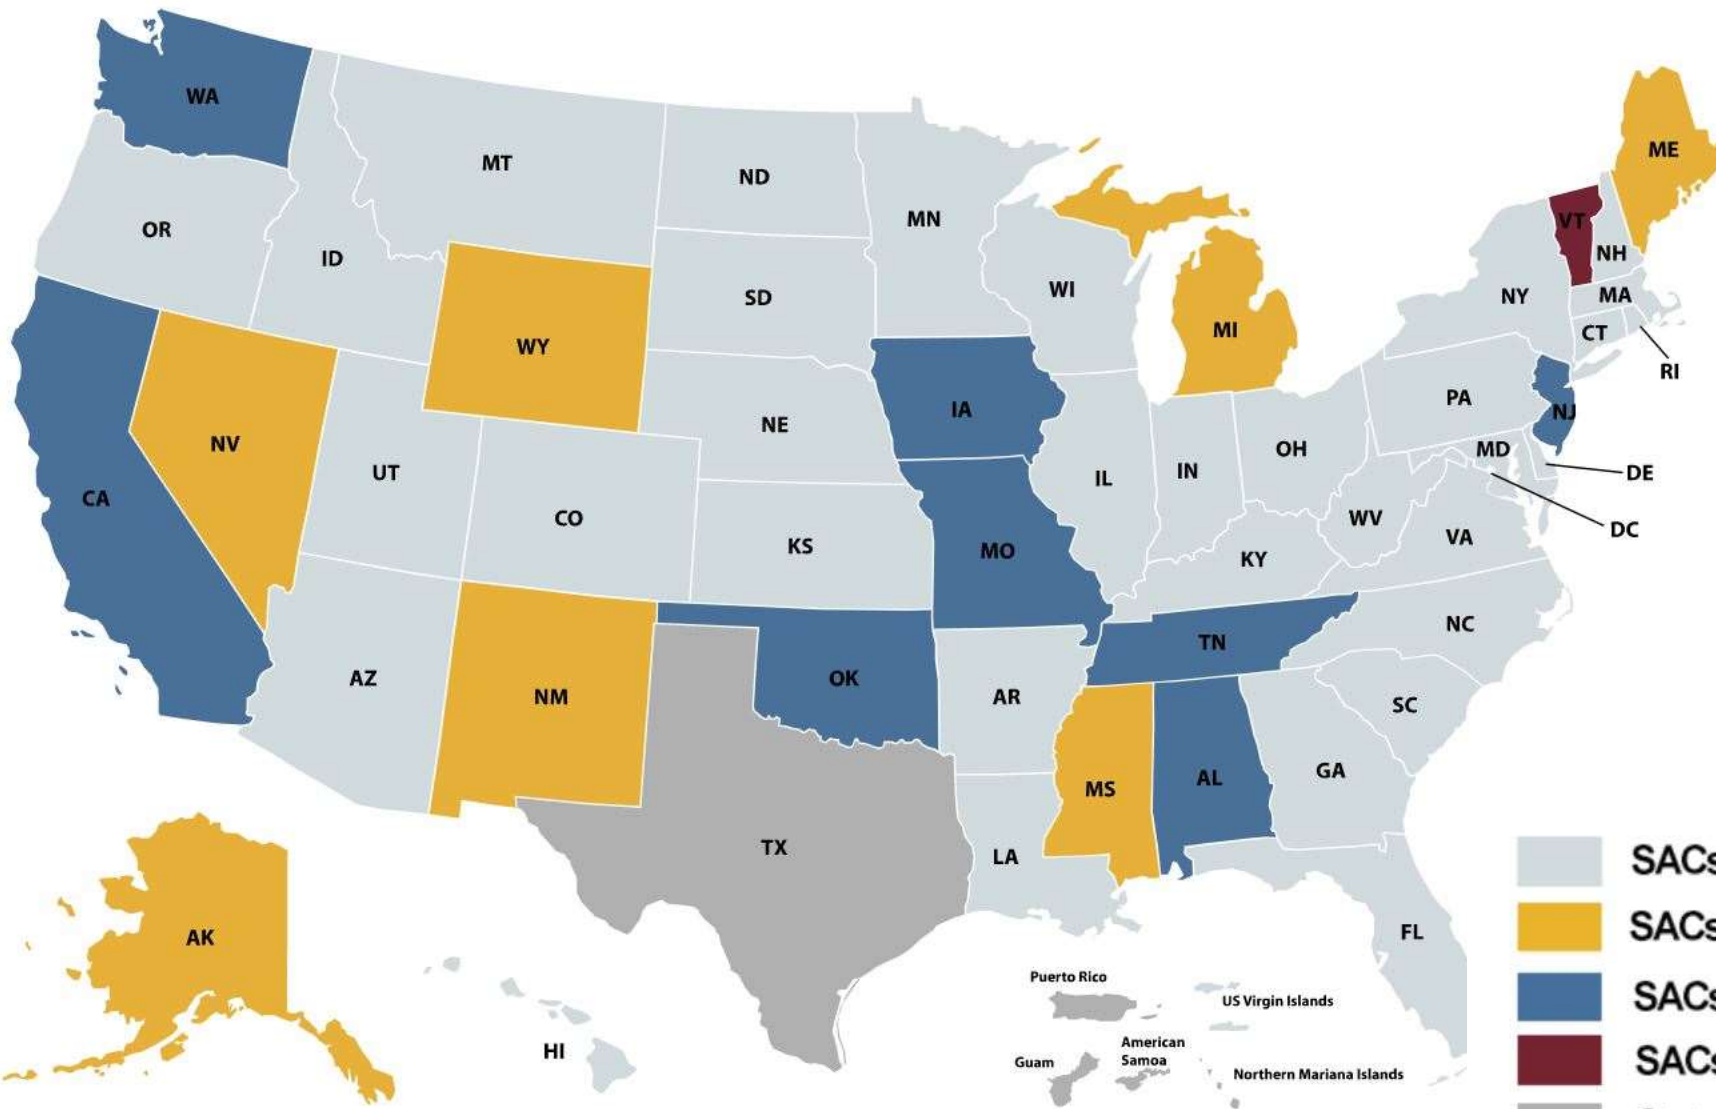 WA
MT
ND
MN
ME
OR
ID
VT
NH
SD
WI
NY
MA
MI
CT
WY
RI
IA
PA
NJ
NE
NV
OH
MD
UT
IL
IN
DE
CA
CO
WV
DC
KS
MO
KY
VA
TN
NC
AZ
OK
NM
AR
SC
MS
AL
GA
TX
LA
SACs
AK
FL
SACs
Puerto Rico
US Virgin Islands
SACs
HI
American
Samoa
Guam
Northern Mariana Islands
SACs